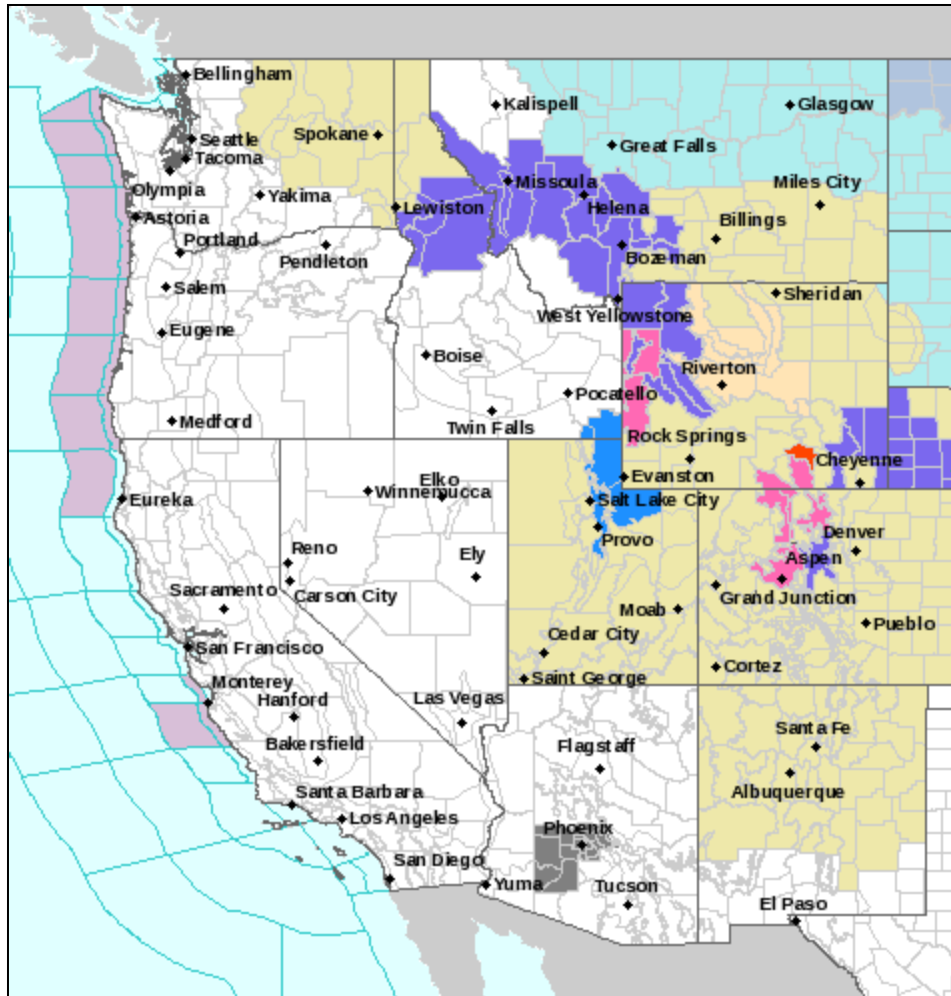 Bellingham
Kalispell
Glasgow
Spokane
Seattle
Great Falls
Tacoma
Olympia
Yakima
Missoula
Miles City
Helena
Lewiston
Astoria
Billings
Portland
Pendleton
Bozeman
Salem
Sheridan
West Yellowstone
Eugene
Boise
Riverton
Pocatello
Medford
Twin Falls
Rock Springs
Cheyenne
Evanston
Elko
Winnemucca
Eureka
Salt Lake City
Provo
Denver
Reno
Ely
Aspen
Sacramento
Carson City
Grand Junction
Moab
Pueblo
Cedar City
San Francisco
Cortez
Saint George
Monterey
Hanford
Las Vegas
Santa Fe
Flagstaff
Bakersfield
Albuquerque
Santa Barbara
Los Angeles
Phoenix
San Diego
Yuma
Tucson
El Paso